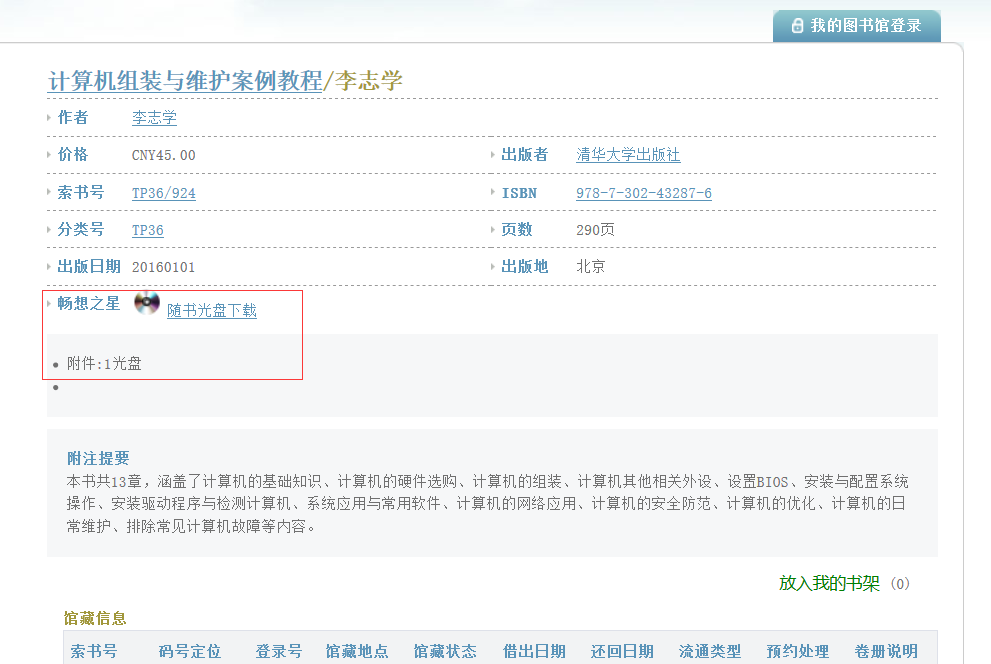 我的图书馆登录
计算机组装与维护案例教程/李志学
作者 李志学
价格 CNY45.00 出版者 清华大学出版社
索书号 TP36/924 ISBN 978-7-302-43287-6
分类号 TP36 页数 290页
出版日期 20160101 出版地 北京
畅想之星 随书光盘下载
附件:1光盘
附注提要
本书共13章，涵盖了计算机的基础知识、计算机的硬件选购、计算机的组装、计算机其他相关外设、设置BIOS、安装与配置系统
操作、安装驱动程序与检测计算机、系统应用与常用软件、计算机的网络应用、计算机的安全防范、计算机的优化、计算机的日
常维护、排除常见计算机故障等内容。
放入我的书架 （0）
馆藏信息
索书号 码号定位 登录号 馆藏地点 馆藏状态 借出日期 还回日期 流通类型 预约处理 卷册说明